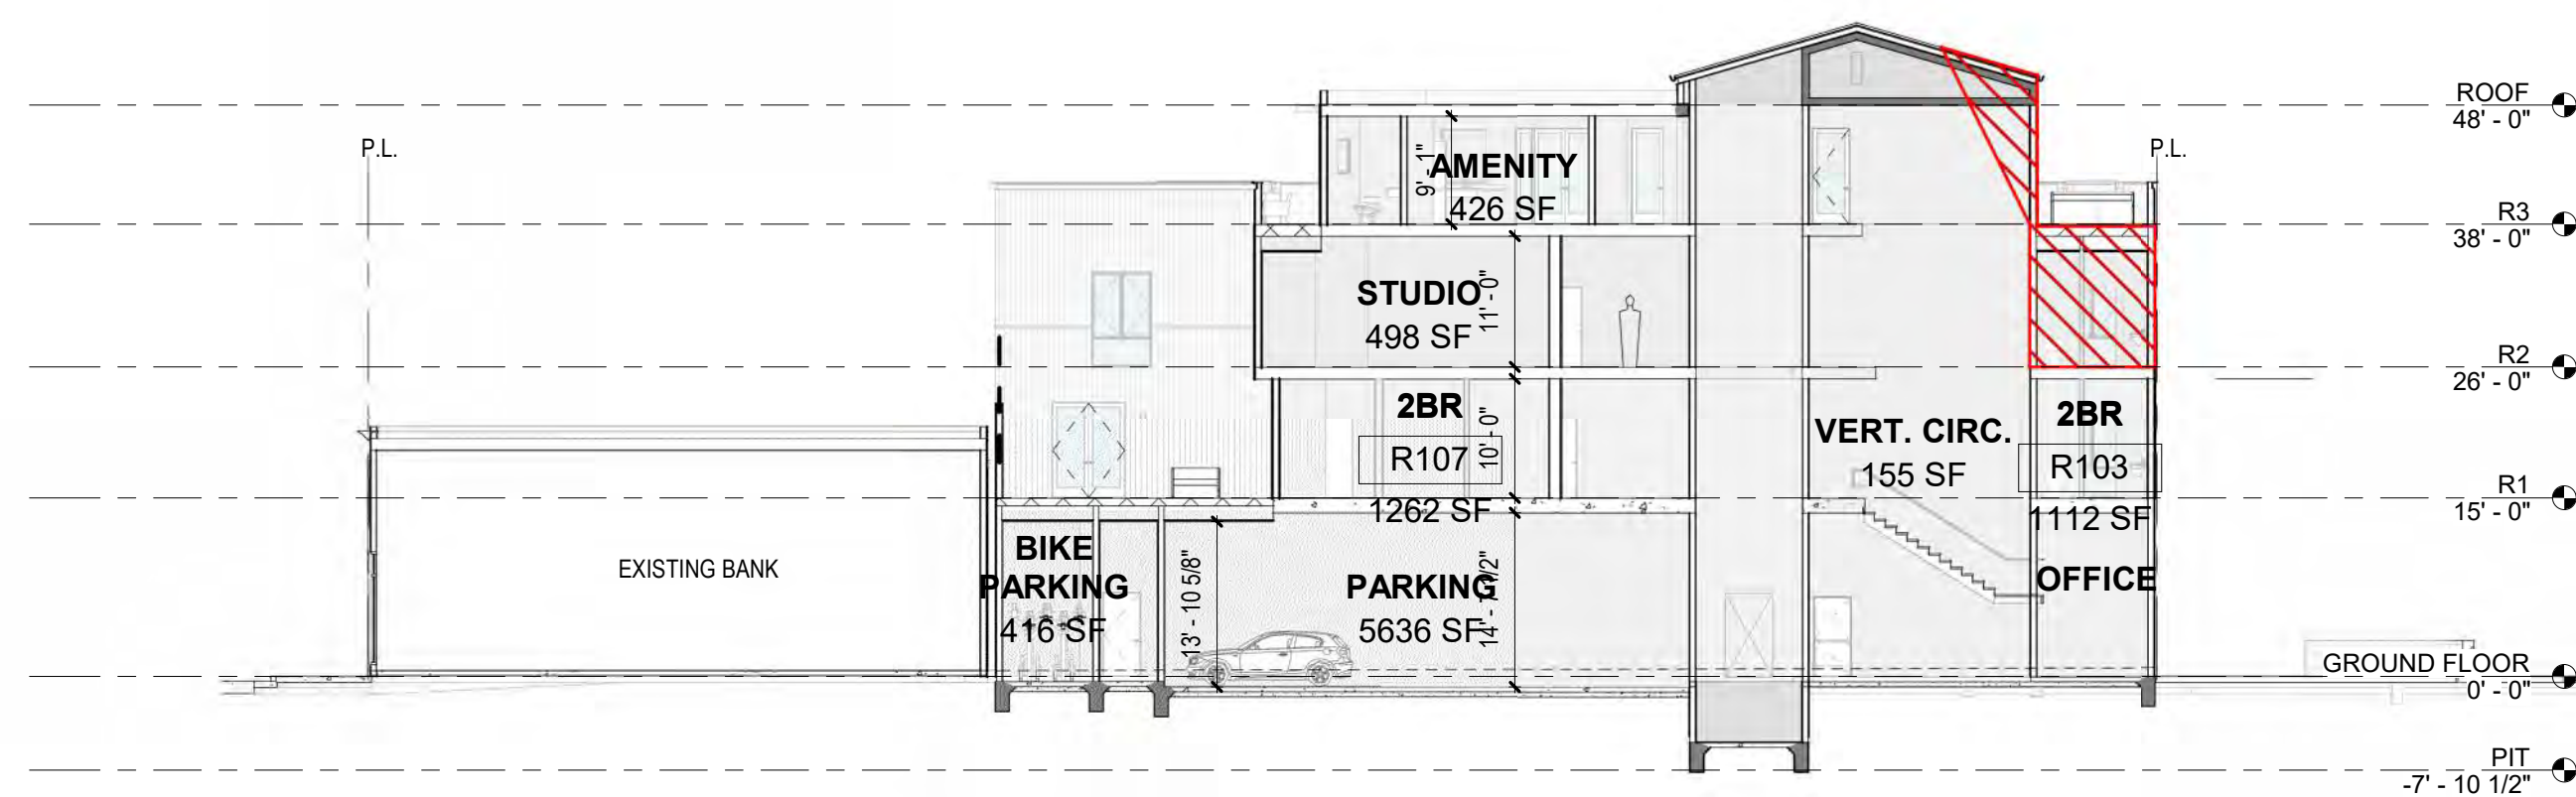 ROOF
48' - 0"
P.L.
P.L.
9' - 1"
AMENITY
426 SF
R3
38' - 0"
STUDIO
498 SF
11' - 0"
R2
26' - 0"
2BR
R107
1262 SF
10' - 0"
VERT. CIRC.
155 SF
2BR
R103
1112 SF
R1
15' - 0"
EXISTING BANK
BIKE
PARKING
416 SF
13' - 10 5/8"
PARKING
5636 SF
OFFICE
GROUND FLOOR
0' - 0"
PIT
-7' - 10 1/2"